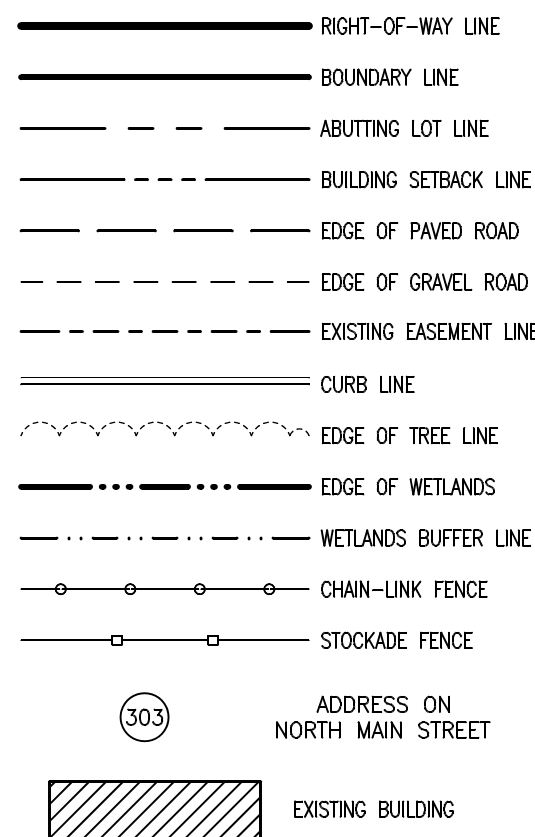 RIGHT-OF-WAY LINE
BOUNDARY LINE
ABUTTING LOT LINE
BUILDING SETBACK LINE
EDGE OF PAVED ROAD
EDGE OF GRAVEL ROAD
EXISTING EASEMENT LINE
CURB LINE
EDGE OF TREE LINE
EDGE OF WETLANDS
WETLANDS BUFFER LINE
CHAIN-LINK FENCE
STOCKADE FENCE
303
ADDRESS ON
NORTH MAIN STREET
EXISTING BUILDING